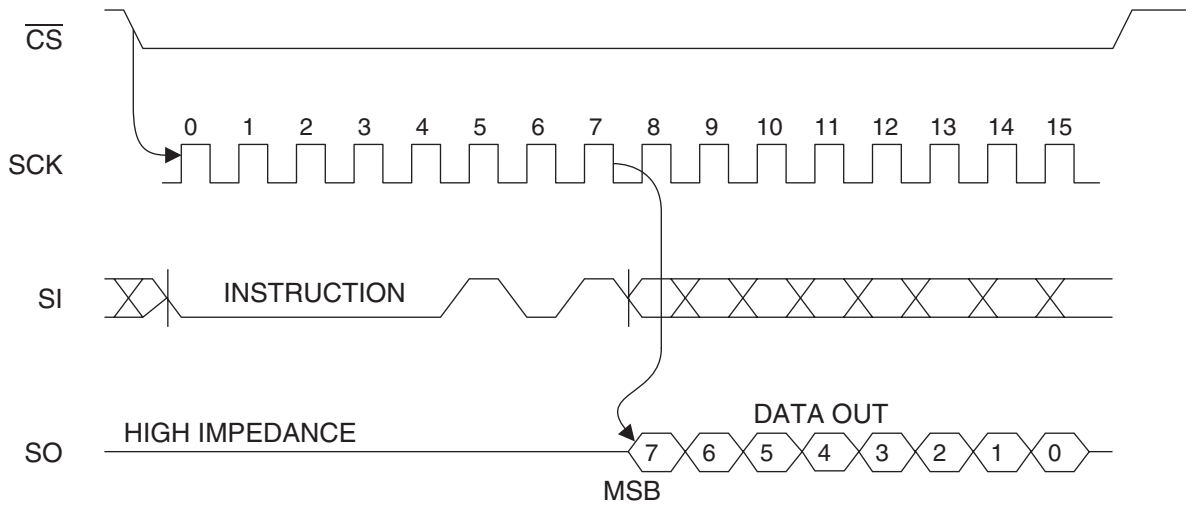 C̅S̅
0 1 2 3 4 5 6 7 8 9 10 11 12 13 14 15
SCK
SI
INSTRUCTION
DATA OUT
HIGH IMPEDANCE
SO
7 6 5 4 3 2 1 0
MSB